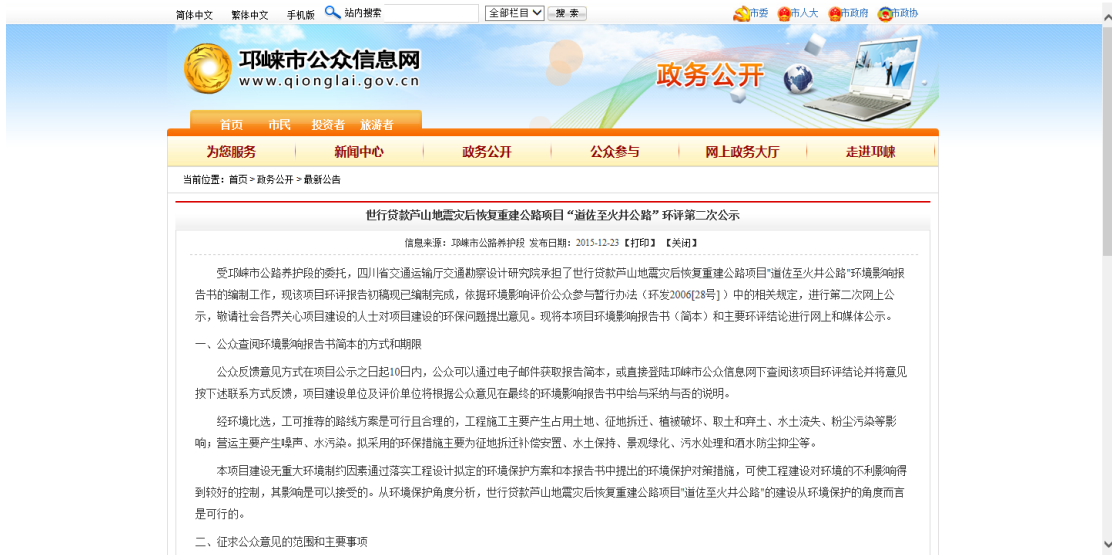 简体中文 繁体中文 手机版 站内搜索 全部栏目 搜 索 市委 市人大 市政府 市政协
邛崃市公众信息网
www.qionglai.gov.cn
政务公开
首页 市民 投资者 旅游者
为您服务 新闻中心 政务公开 公众参与 网上政务大厅 走进邛崃
当前位置：首页 > 政务公开 > 最新公告
世行贷款芦山地震灾后恢复重建公路项目“道佐至火井公路”环评第二次公示
信息来源：邛崃市公路养护段 发布日期：2015-12-23【打印】【关闭】
受邛崃市公路养护段的委托，四川省交通运输厅交通勘察设计研究院承担了世行贷款芦山地震灾后恢复重建公路项目"道佐至火井公路"环境影响报
告书的编制工作，现该项目环评报告初稿现已编制完成，依据环境影响评价公众参与暂行办法（环发2006[28号]）中的相关规定，进行第二次网上公
示，敬请社会各界关心项目建设的人士对项目建设的环保问题提出意见。现将本项目环境影响报告书（简本）和主要环评结论进行网上和媒体公示。
一、公众查阅环境影响报告书简本的方式和期限
公众反馈意见方式在项目公示之日起10日内，公众可以通过电子邮件获取报告简本，或直接登陆邛崃市公众信息网下查阅该项目环评结论并将意见
按下述联系方式反馈，项目建设单位及评价单位将根据公众意见在最终的环境影响报告书中给与采纳与否的说明。
经环境比选，工可推荐的路线方案是可行且合理的，工程施工主要产生占用土地、征地拆迁、植被破坏、取土和弃土、水土流失、粉尘污染等影
响；营运主要产生噪声、水污染。拟采用的环保措施主要为征地拆迁补偿安置、水土保持、景观绿化、污水处理和洒水防尘抑尘等。
本项目建设无重大环境制约因素通过落实工程设计拟定的环境保护方案和本报告书中提出的环境保护对策措施，可使工程建设对环境的不利影响得
到较好的控制，其影响是可以接受的。从环境保护角度分析，世行贷款芦山地震灾后恢复重建公路项目"道佐至火井公路"的建设从环境保护的角度而言
是可行的。
二、征求公众意见的范围和主要事项